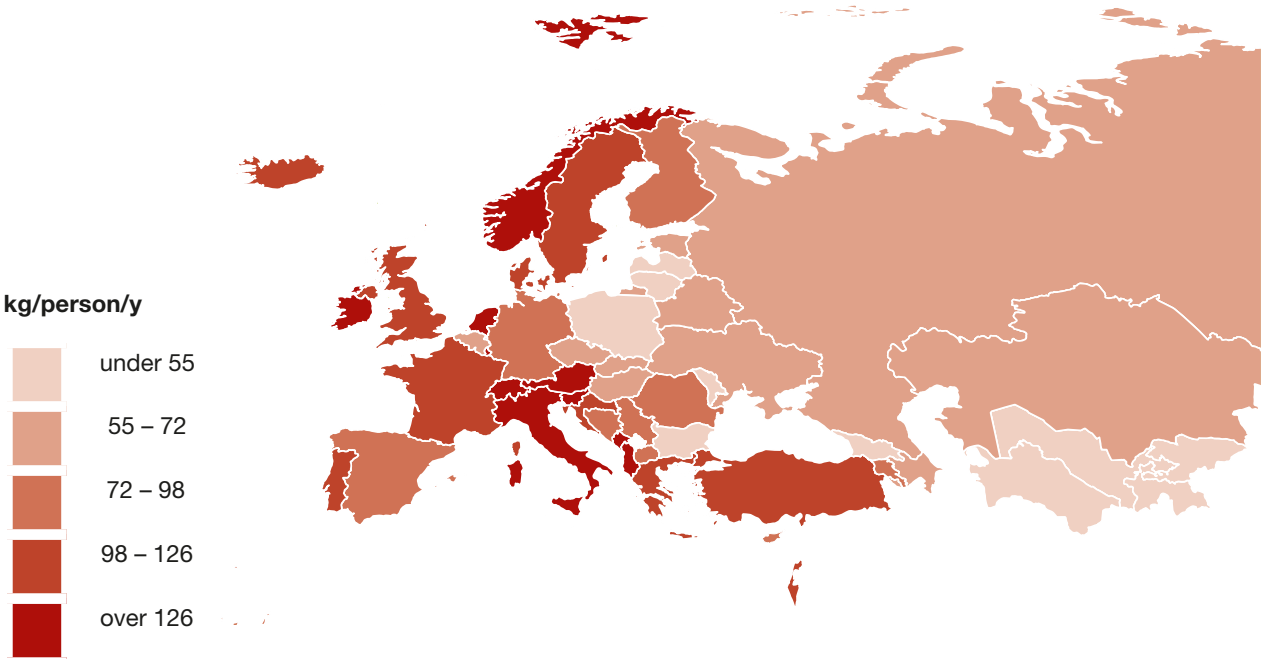 kg/person/y
under 55
55 – 72
72 – 98
98 – 126
over 126